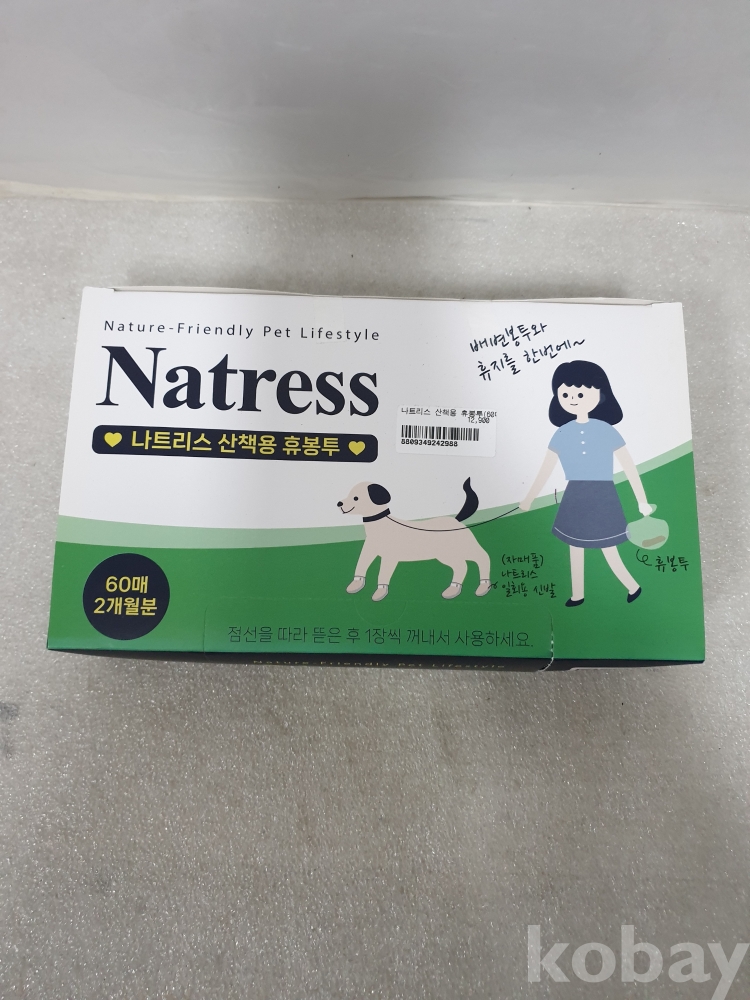 Nature-Friendly Pet Lifestyle
배변봉투와
휴지를 한번에~
Natress
나트리스 산책용 휴봉투(60
12,900
8809349242988
나트리스 산책용 휴봉투
(자매품)
나트리스
일회용 신발
휴봉투
60매
2개월분
점선을 따라 뜯은 후 1장씩 꺼내서 사용하세요.
Nature-Friendly Pet Lifestyle
kobay